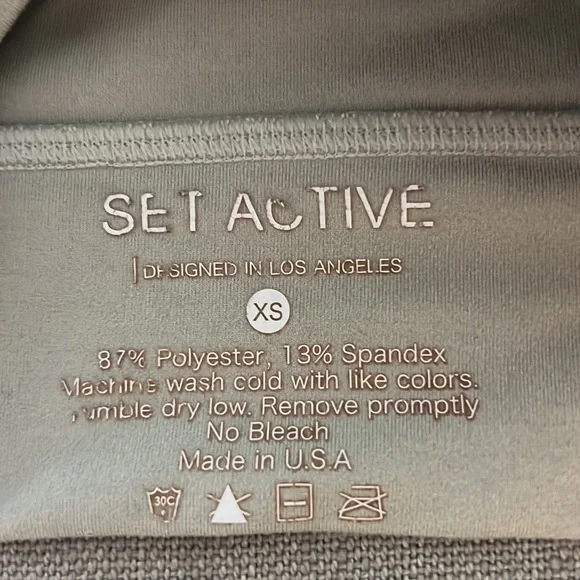 SET ACTIVE
DESIGNED IN LOS ANGELES
XS
87% Polyester, 13% Spandex
Machine wash cold with like colors.
Tumble dry low. Remove promptly
No Bleach
Made in U.S.A
30C